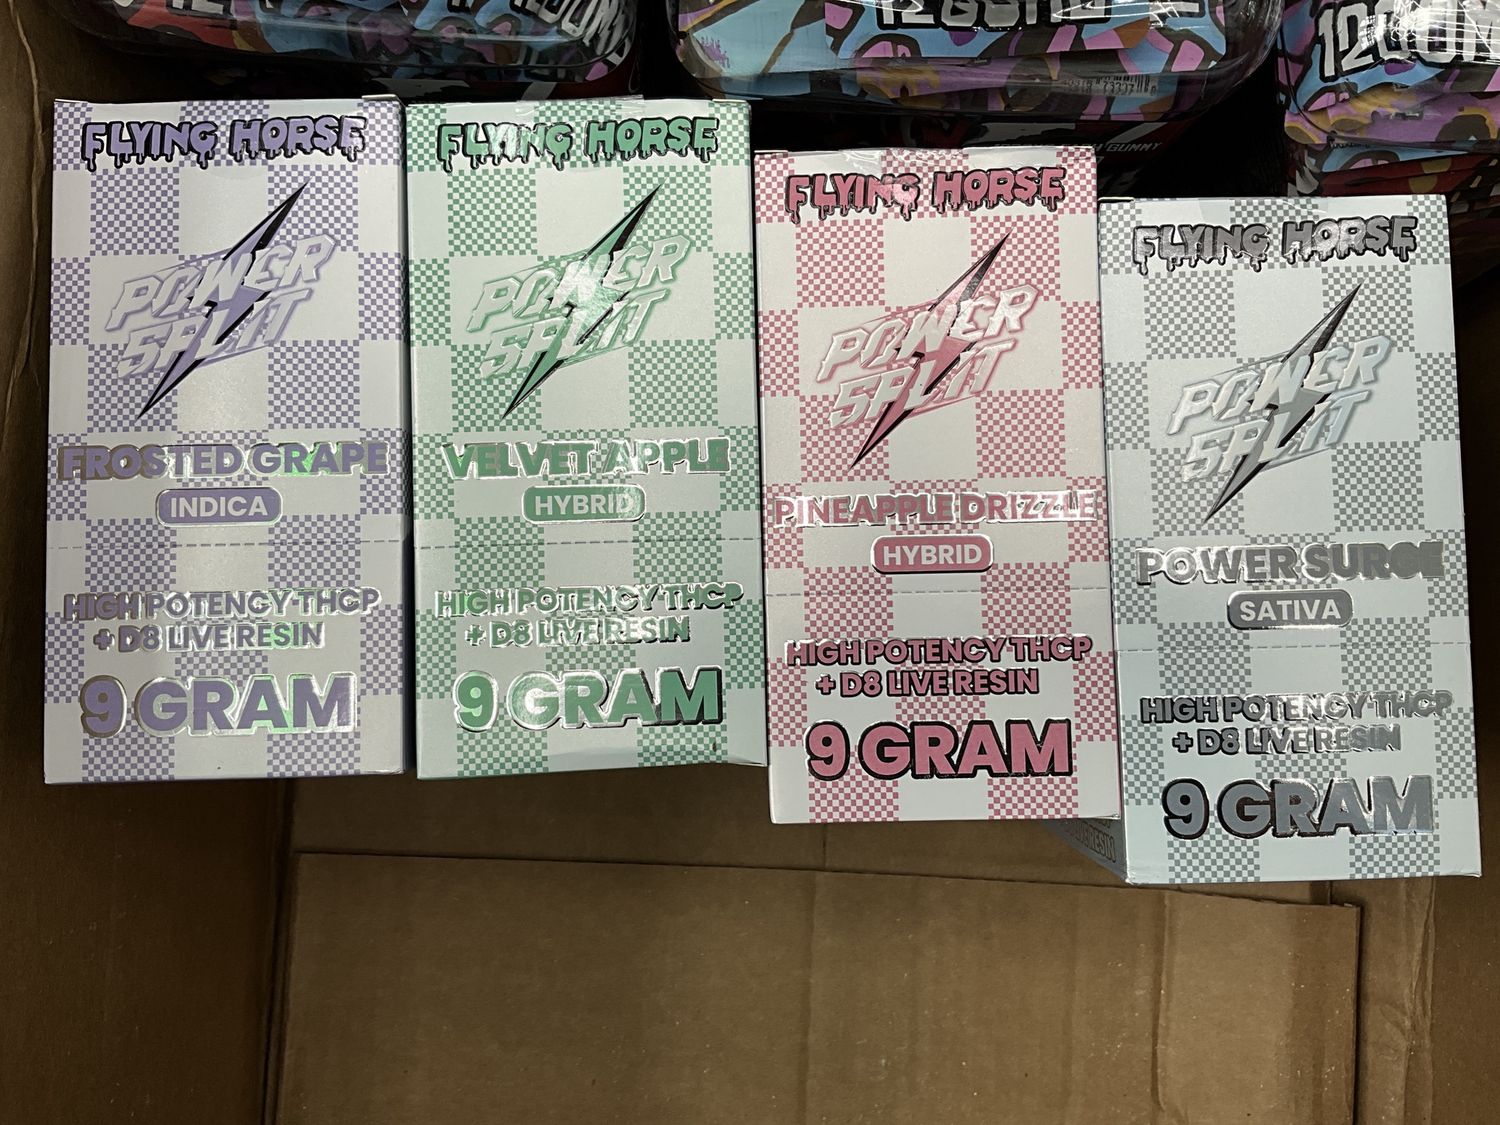 FLYING HORSE
POWER
SPLIT
FROSTED GRAPE
INDICA
HIGH POTENCY THCP
+ D8 LIVE RESIN
9 GRAM
FLYING HORSE
POWER
SPLIT
VELVET APPLE
HYBRID
HIGH POTENCY THCP
+ D8 LIVE RESIN
9 GRAM
FLYING HORSE
POWER
SPLIT
PINEAPPLE DRIZZLE
HYBRID
HIGH POTENCY THCP
+ D8 LIVE RESIN
9 GRAM
FLYING HORSE
POWER
SPLIT
POWER SURGE
SATIVA
HIGH POTENCY THCP
+ D8 LIVE RESIN
9 GRAM
GUMMY